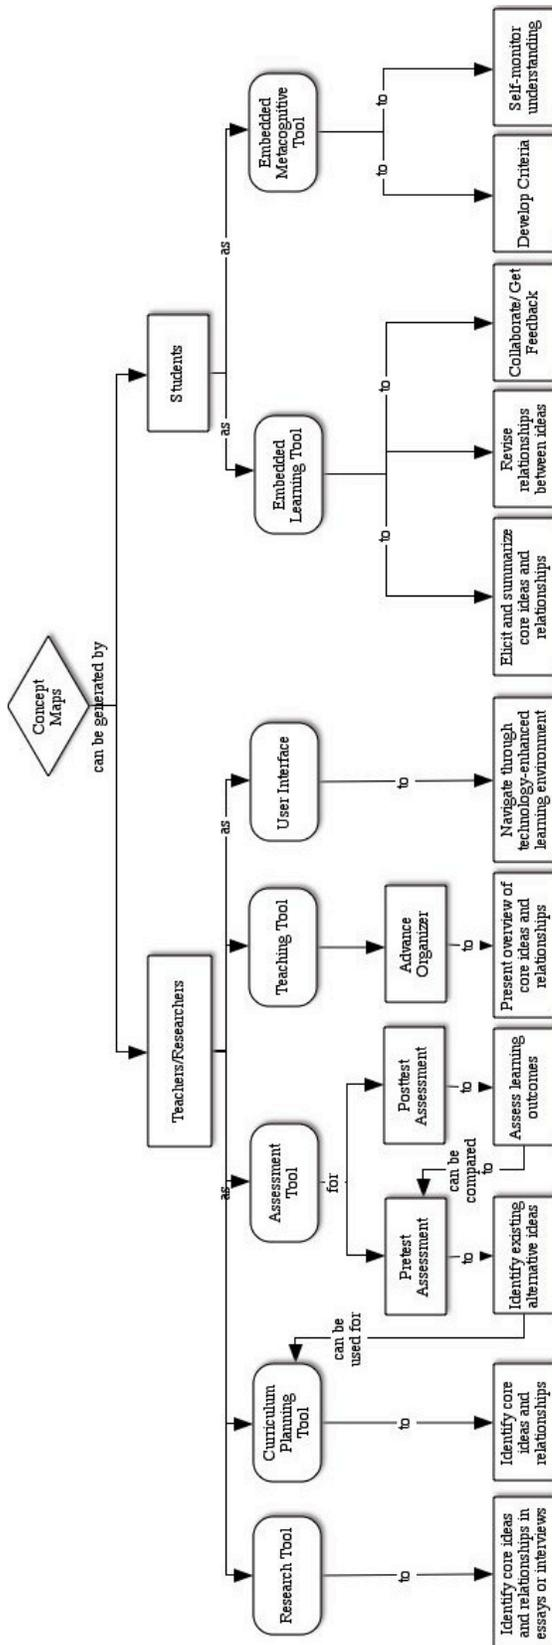 Concept
Maps
can be generated by
Teachers/Researchers
Students
as
as
as
as
Research Tool
Curriculum
Planning
Tool
Assessment
Tool
Teaching Tool
User Interface
Embedded
Learning Tool
Embedded
Metacognitive
Tool
can be
used for
for
Pretest
Assessment
Posttest
Assessment
Advance
Organizer
can be
compared
to
to
to
to
to
to
to
to
to
to
to
to
Identify core ideas
and relationships in
essays or interviews
Identify core
ideas and
relationships
Identify existing
alternative ideas
Assess learning
outcomes
Present overview of
core ideas and
relationships
Navigate through
technology-enhanced
learning environment
Elicit and summarize
core ideas and
relationships
Revise
relationships
between ideas
Collaborate/ Get
Feedback
Develop Criteria
Self-monitor
understanding